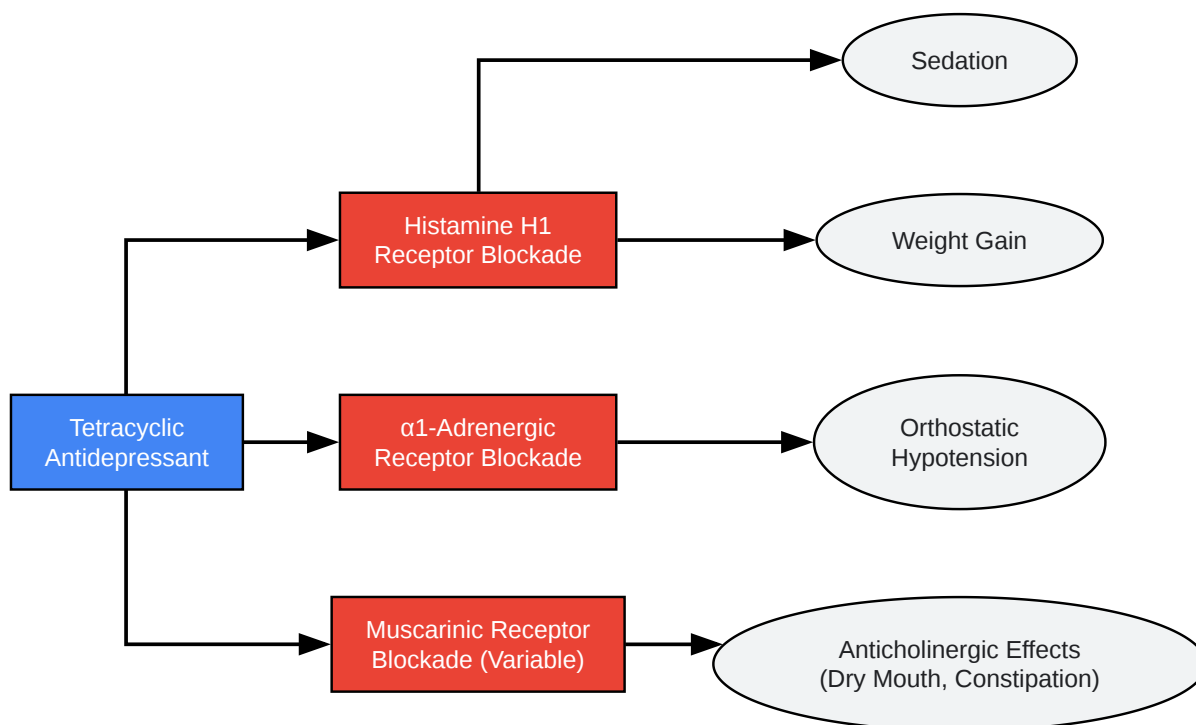 Sedation
Histamine H1
Receptor Blockade
Weight Gain
Tetracyclic
Antidepressant
α1-Adrenergic
Receptor Blockade
Orthostatic
Hypotension
Muscarinic Receptor
Blockade (Variable)
Anticholinergic Effects
(Dry Mouth, Constipation)